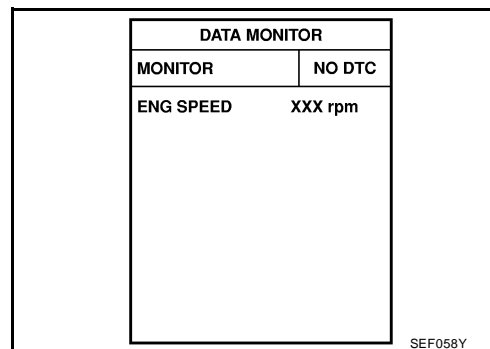 DATA MONITOR
MONITOR NO DTC
ENG SPEED XXX rpm
SEF058Y